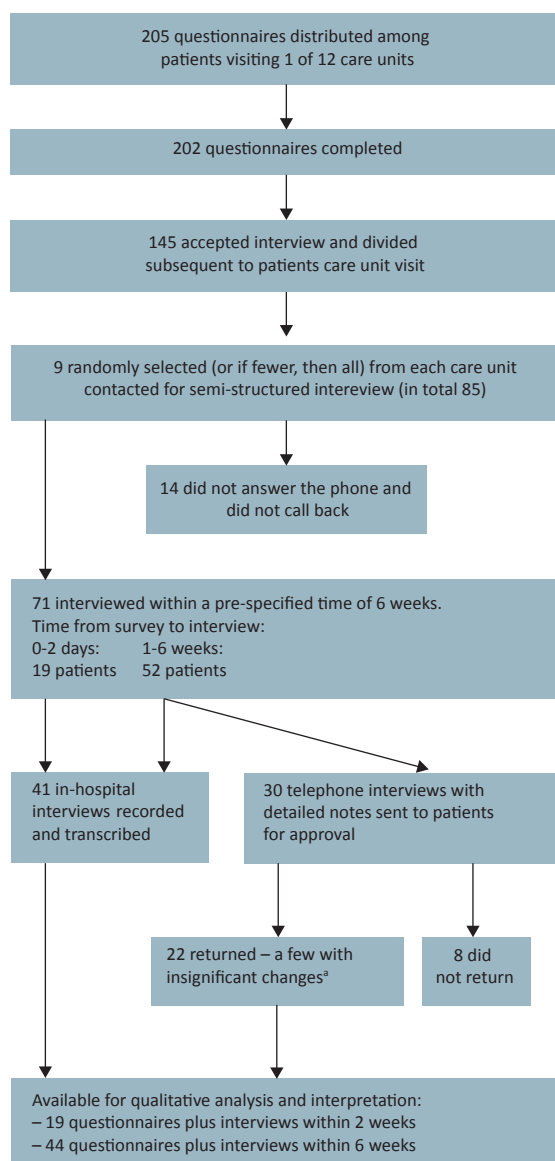 205 questionnaires distributed among
patients visiting 1 of 12 care units
202 questionnaires completed
145 accepted interview and divided
subsequent to patients care unit visit
9 randomly selected (or if fewer, then all) from each care unit
contacted for semi-structured intereview (in total 85)
14 did not answer the phone and
did not call back
71 interviewed within a pre-specified time of 6 weeks.
Time from survey to interview:
0-2 days: 1-6 weeks:
19 patients 52 patients
41 in-hospital
interviews recorded
and transcribed
30 telephone interviews with
detailed notes sent to patients
for approval
22 returned – a few with
insignificant changesª
8 did
not return
Available for qualitative analysis and interpretation:
– 19 questionnaires plus interviews within 2 weeks
– 44 questionnaires plus interviews within 6 weeks